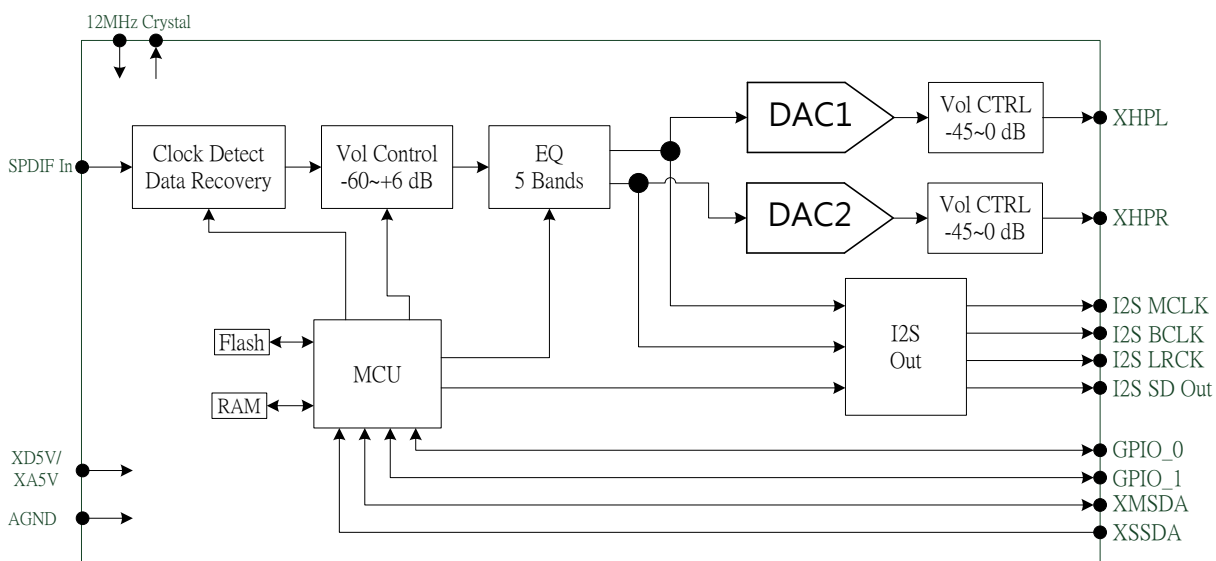 12MHz Crystal
SPDIF In
Clock Detect
Data Recovery
Vol Control
-60~+6 dB
EQ
5 Bands
DAC1
Vol CTRL
-45~0 dB
XHPL
DAC2
Vol CTRL
-45~0 dB
XHPR
Flash
RAM
MCU
I2S
Out
I2S MCLK
I2S BCLK
I2S LRCK
I2S SD Out
GPIO_0
GPIO_1
XMSDA
XSSDA
XD5V/
XA5V
AGND